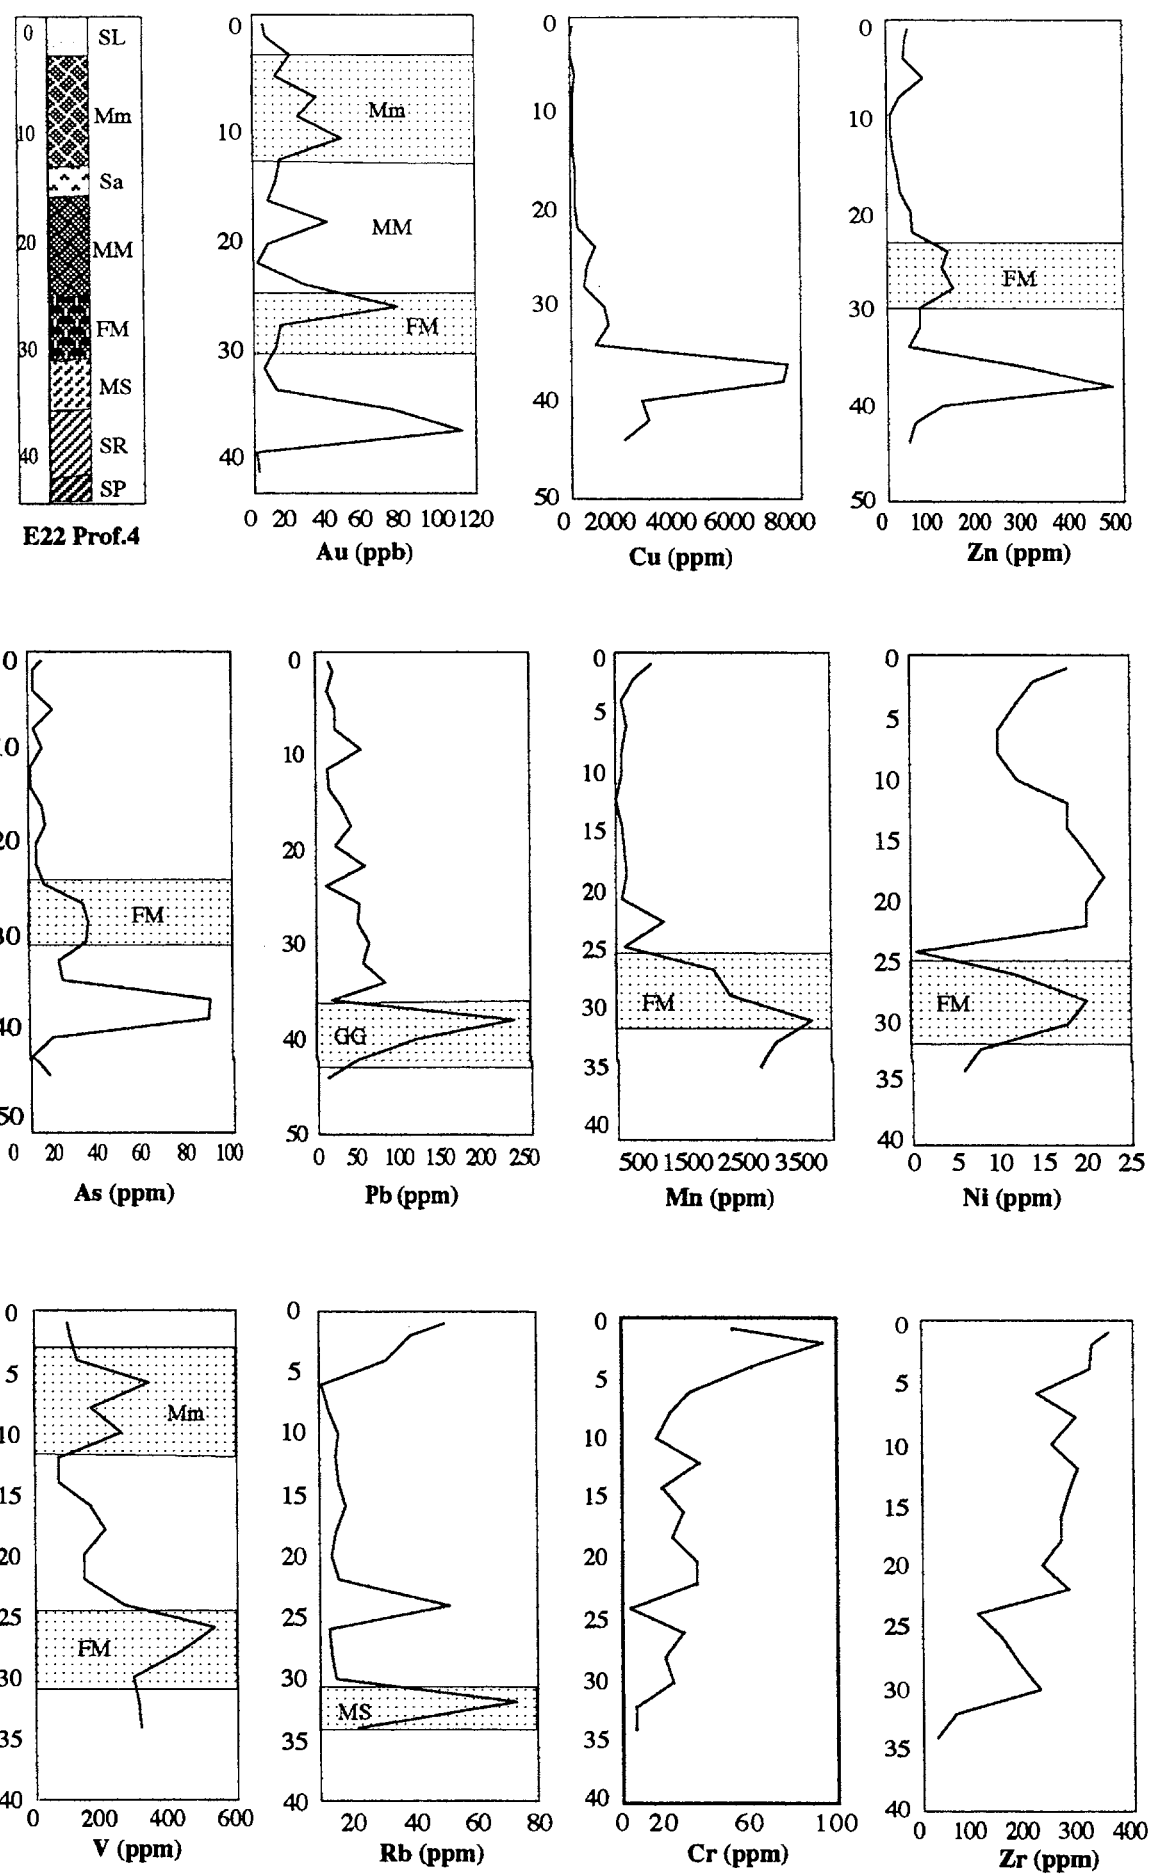 0 SL
Mm
10
Sa
20 MM
FM
30
MS
SR
40
SP
E22 Prof.4
0
10
20
30
40
Mm
MM
FM
0 20 40 60 80 100 120
Au (ppb)
0
10
20
30
40
50
0 2000 4000 6000 8000
Cu (ppm)
0
10
20
30
40
50
FM
0 100 200 300 400 500
Zn (ppm)
0
10
20
30
40
50
FM
0 20 40 60 80 100
As (ppm)
0
10
20
30
40
50
GG
0 50 100 150 200 250
Pb (ppm)
0
5
10
15
20
25
30
35
40
FM
500 1500 2500 3500
Mn (ppm)
0
5
10
15
20
25
30
35
40
FM
0 5 10 15 20 25
Ni (ppm)
0
5
10
15
20
25
30
35
40
Mm
FM
0 200 400 600
V (ppm)
0
5
10
15
20
25
30
35
40
MS
20 40 60 80
Rb (ppm)
0
5
10
15
20
25
30
35
40
0 20 60 100
Cr (ppm)
0
5
10
15
20
25
30
35
40
0 100 200 300 400
Zr (ppm)